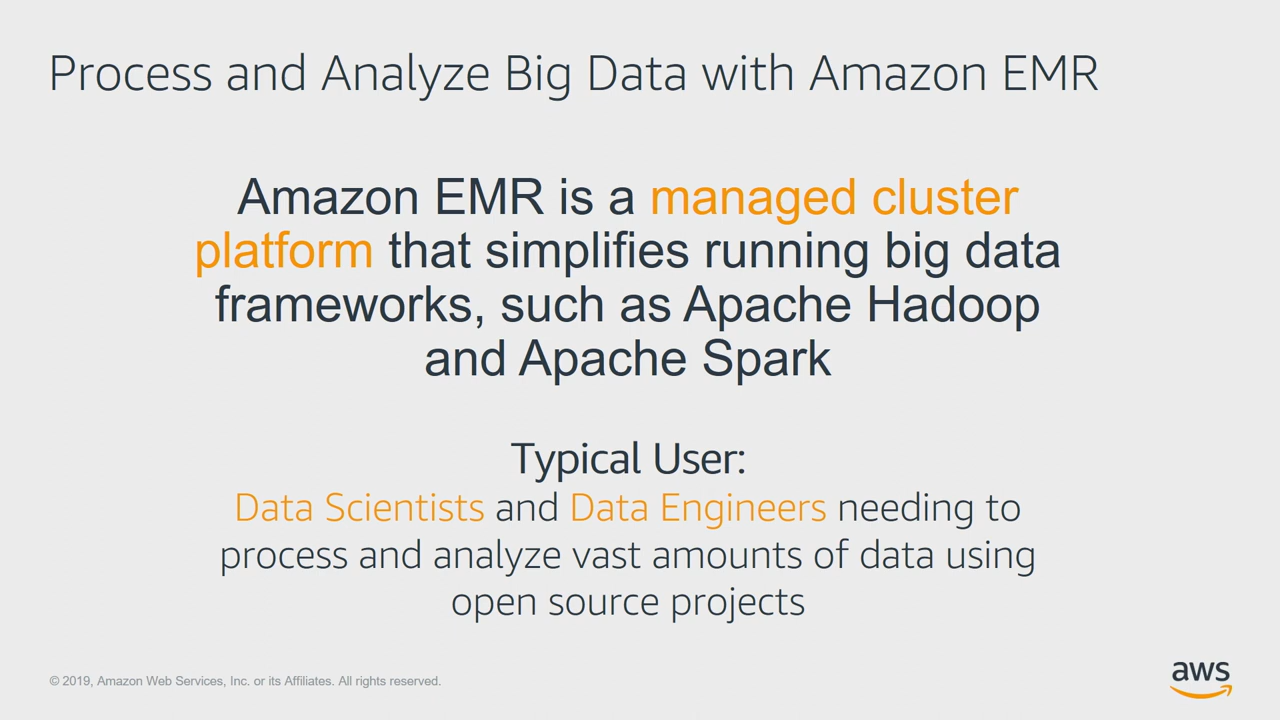 Process and Analyze Big Data with Amazon EMR
Amazon EMR is a managed cluster
platform that simplifies running big data
frameworks, such as Apache Hadoop
and Apache Spark
Typical User:
Data Scientists and Data Engineers needing to
process and analyze vast amounts of data using
open source projects
© 2019, Amazon Web Services, Inc. or its Affiliates. All rights reserved.
aws